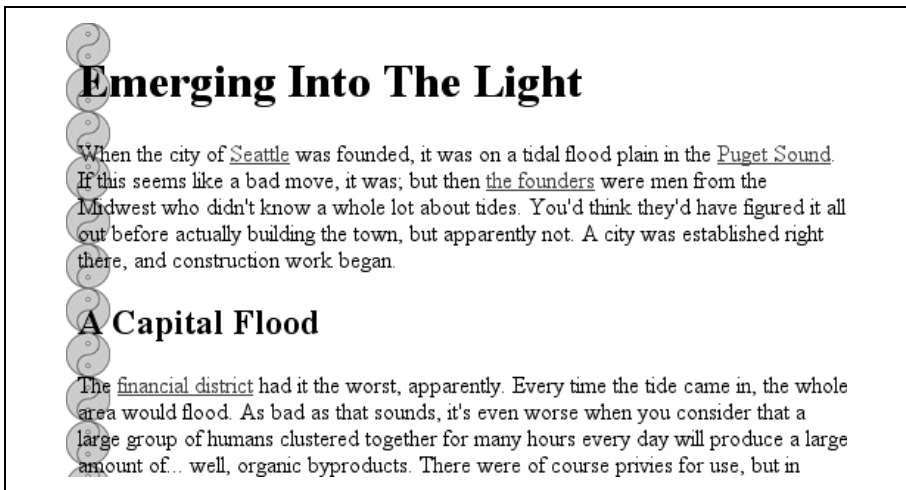 Emerging Into The Light
When the city of Seattle was founded, it was on a tidal flood plain in the Puget Sound.
If this seems like a bad move, it was; but then the founders were men from the
Midwest who didn't know a whole lot about tides. You'd think they'd have figured it all
out before actually building the town, but apparently not. A city was established right
there, and construction work began.
A Capital Flood
The financial district had it the worst, apparently. Every time the tide came in, the whole
area would flood. As bad as that sounds, it's even worse when you consider that a
large group of humans clustered together for many hours every day will produce a large
amount of... well, organic byproducts. There were of course privies for use, but in